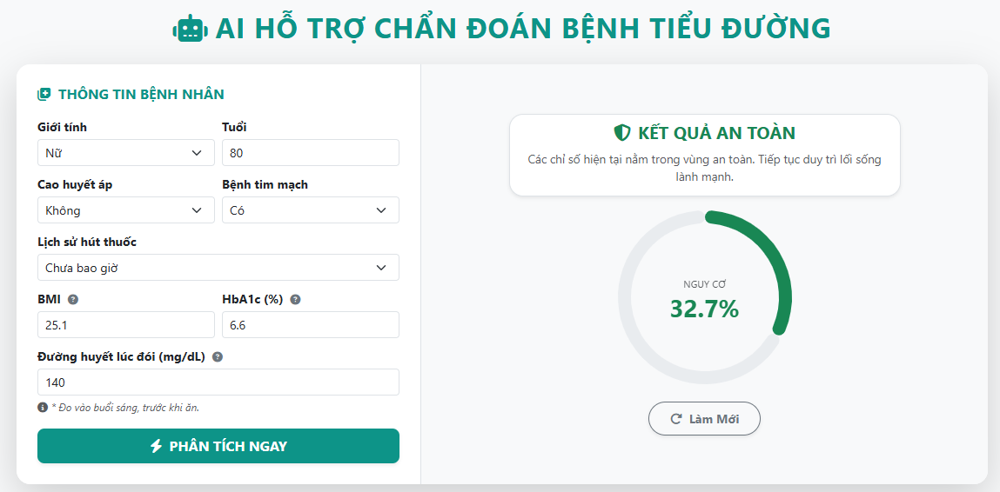 AI HỖ TRỢ CHẨN ĐOÁN BỆNH TIỂU ĐƯỜNG
THÔNG TIN BỆNH NHÂN
Giới tính
Tuổi
Nữ
80
Cao huyết áp
Bệnh tim mạch
Không
Có
Lịch sử hút thuốc
Chưa bao giờ
BMI ?
HbA1c (%) ?
25.1
6.6
Đường huyết lúc đói (mg/dL) ?
140
* Đo vào buổi sáng, trước khi ăn.
PHÂN TÍCH NGAY
KẾT QUẢ AN TOÀN
Các chỉ số hiện tại nằm trong vùng an toàn. Tiếp tục duy trì lối sống
lành mạnh.
NGUY CƠ
32.7%
Làm Mới